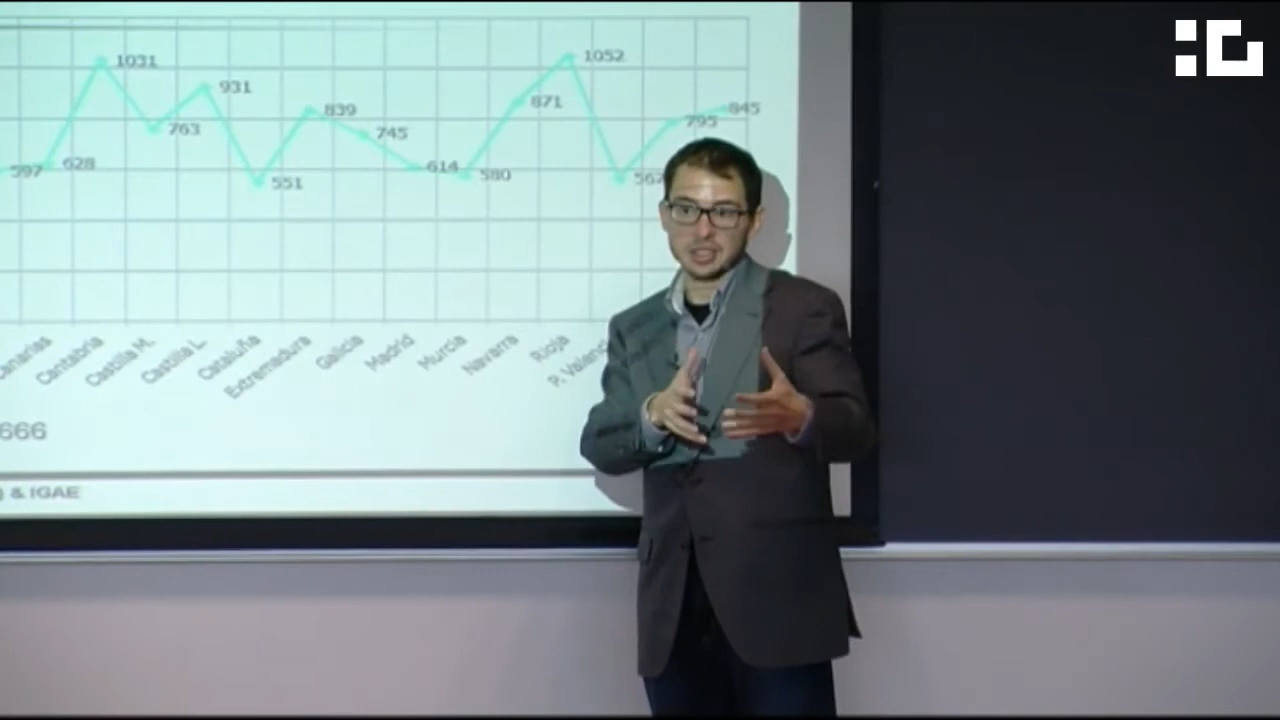 1052
1031
931
871
839
845
795
763
745
597
628
614
580
551
Canarias
Cantabria
Castilla M.
Castilla L.
Cataluña
Extremadura
Galicia
Madrid
Murcia
Navarra
Rioja
666
& IGAE